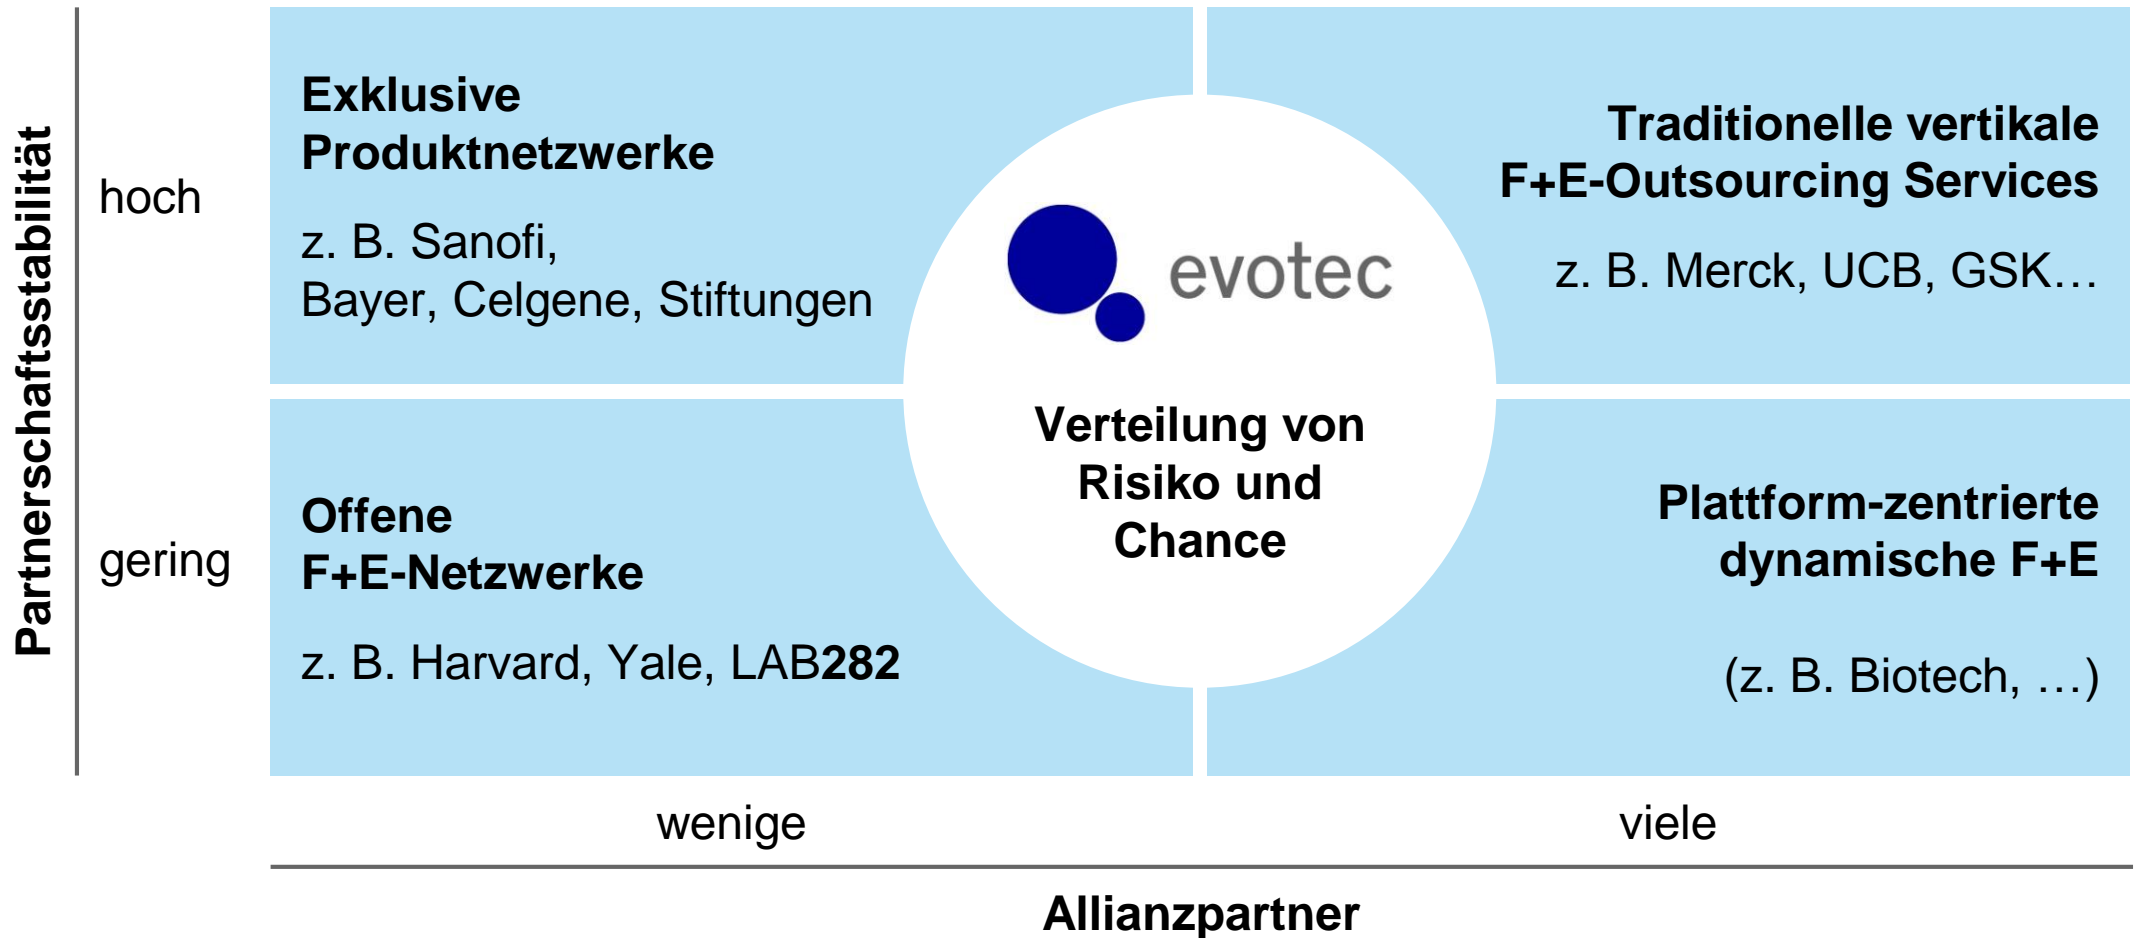 Partnerschaftsstabilität
hoch
gering
Exklusive
Produktnetzwerke
z. B. Sanofi,
Bayer, Celgene, Stiftungen
Traditionelle vertikale
F+E-Outsourcing Services
z. B. Merck, UCB, GSK…
evotec
Verteilung von
Risiko und
Chance
Offene
F+E-Netzwerke
z. B. Harvard, Yale, LAB282
Plattform-zentrierte
dynamische F+E
(z. B. Biotech, …)
wenige
viele
Allianzpartner